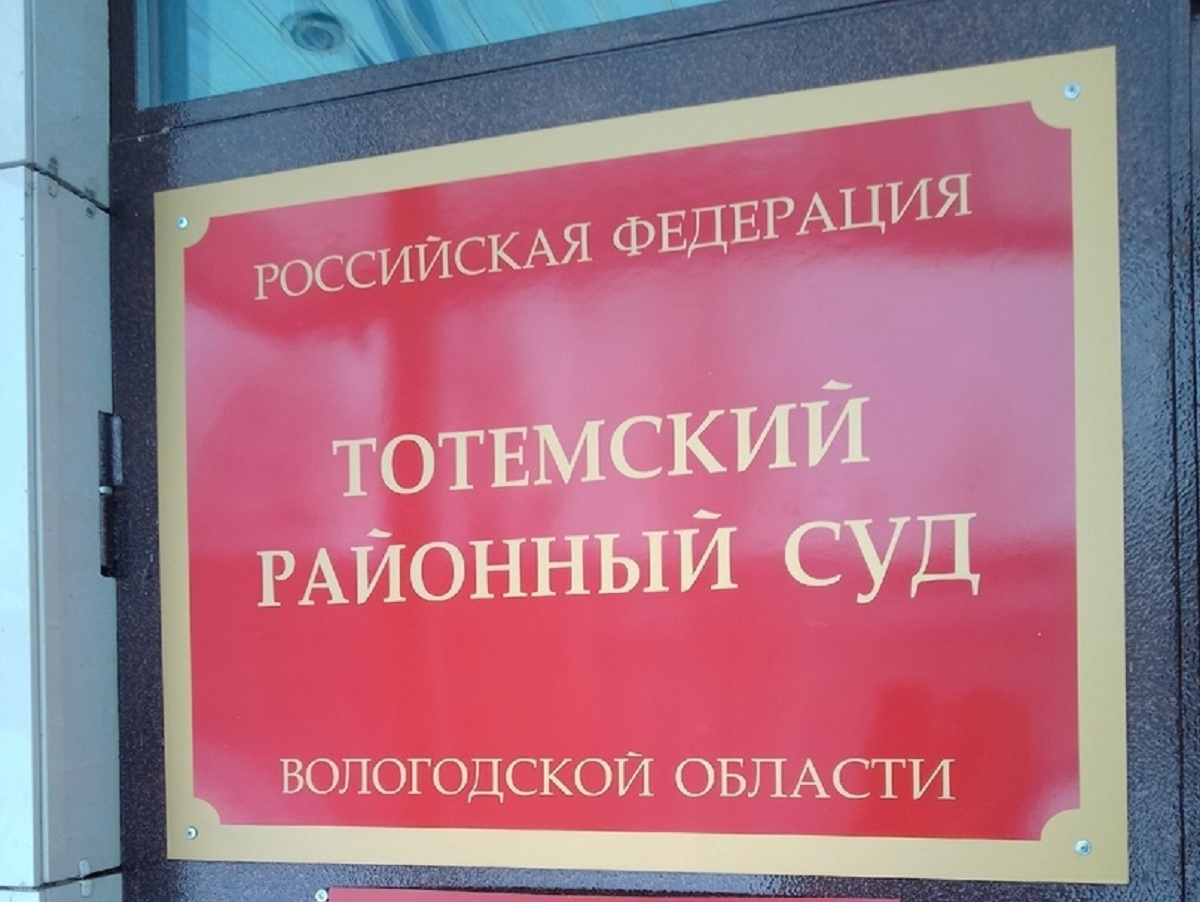 РОССИЙСКАЯ ФЕДЕРАЦИЯ
ТОТЕМСКИЙ
РАЙОННЫЙ СУД
ВОЛОГОДСКОЙ ОБЛАСТИ